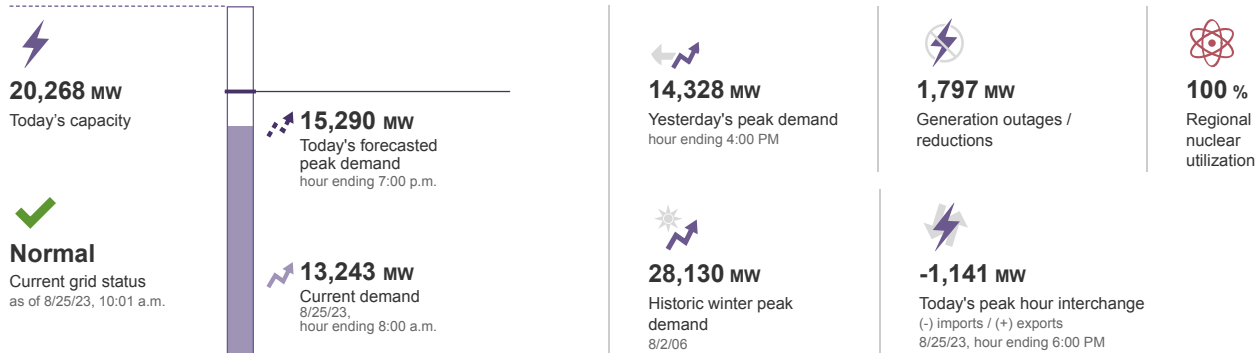 20,268 MW
Today's capacity
Normal
Current grid status
as of 8/25/23, 10:01 a.m.
15,290 MW
Today's forecasted
peak demand
hour ending 7:00 p.m.
13,243 MW
Current demand
8/25/23,
hour ending 8:00 a.m.
14,328 MW
Yesterday's peak demand
hour ending 4:00 PM
1,797 MW
Generation outages /
reductions
100 %
Regional
nuclear
utilization
28,130 MW
Historic winter peak
demand
8/2/06
-1,141 MW
Today's peak hour interchange
(-) imports / (+) exports
8/25/23, hour ending 6:00 PM